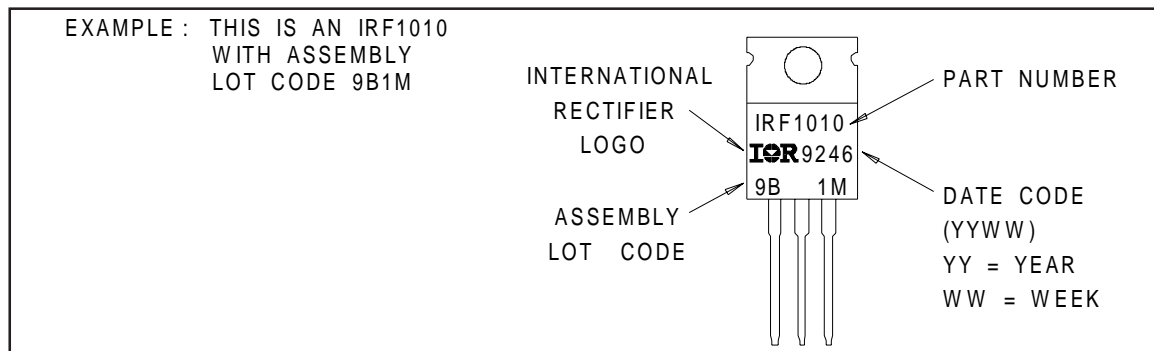 EXAMPLE : THIS IS AN IRF1010
WITH ASSEMBLY
LOT CODE 9B1M
INTERNATIONAL
RECTIFIER
LOGO
ASSEMBLY
LOT CODE
IRF1010
IOR 9246
9B 1M
PART NUMBER
DATE CODE
(YYWW)
YY = YEAR
WW = WEEK